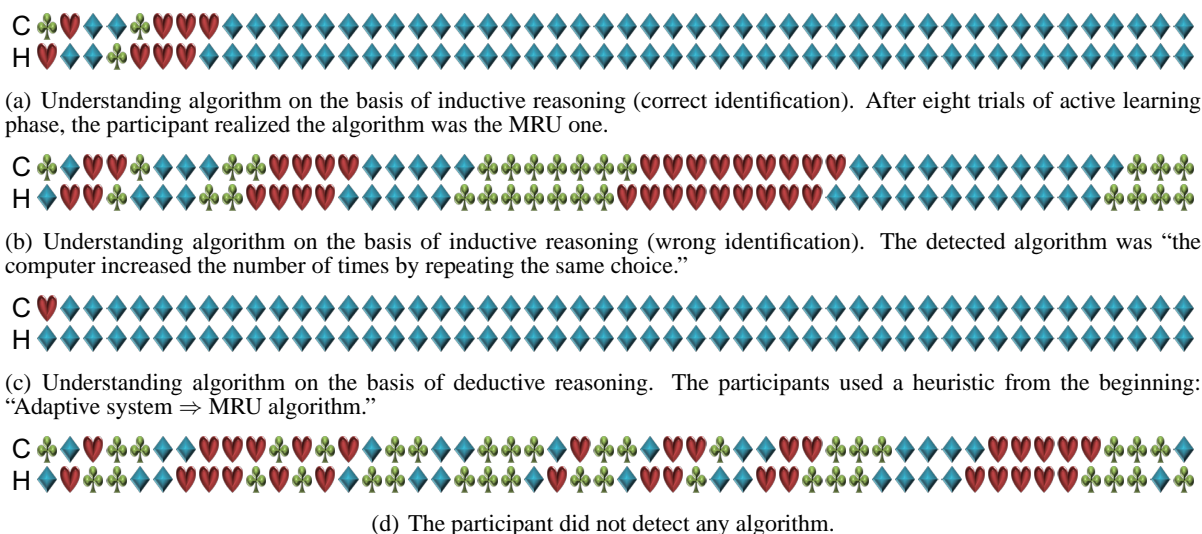 C
H
(a) Understanding algorithm on the basis of inductive reasoning (correct identification). After eight trials of active learning
phase, the participant realized the algorithm was the MRU one.
C
H
(b) Understanding algorithm on the basis of inductive reasoning (wrong identification). The detected algorithm was “the
computer increased the number of times by repeating the same choice.”
C
H
(c) Understanding algorithm on the basis of deductive reasoning. The participants used a heuristic from the beginning:
“Adaptive system ⇒ MRU algorithm.”
C
H
(d) The participant did not detect any algorithm.